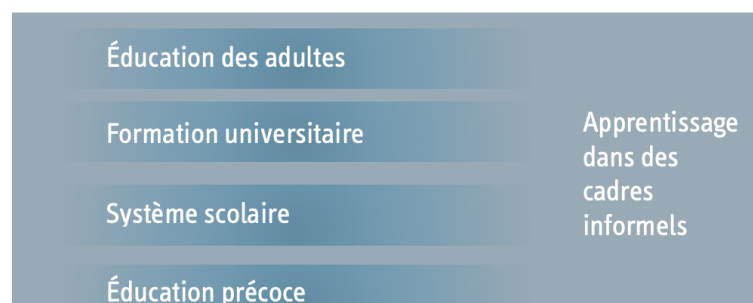 Éducation des adultes
Formation universitaire
Système scolaire
Éducation précoce
Apprentissage
dans des
cadres
informels